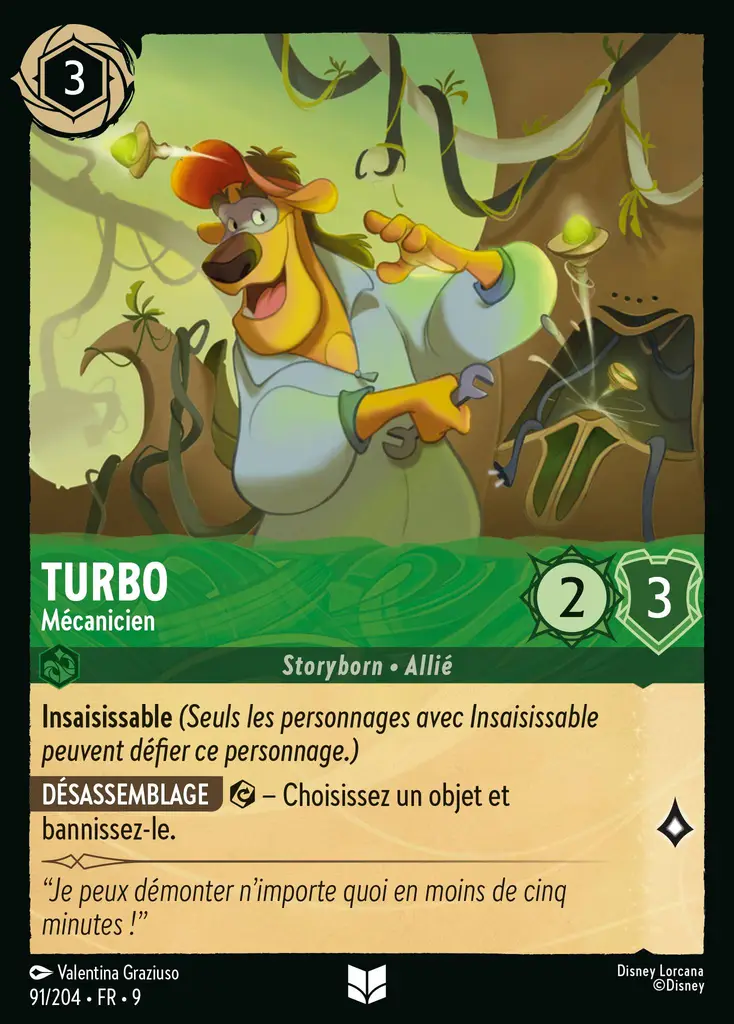 3
TURBO
Mécanicien
2
3
Storyborn • Allié
Insaisissable (Seuls les personnages avec Insaisissable
peuvent défier ce personnage.)
DÉSASSEMBLAGE – Choisissez un objet et
bannissez-le.
“Je peux démonter n’importe quoi en moins de cinq
minutes !”
Valentina Graziuso
Disney Lorcana
91/204 • FR • 9
©Disney